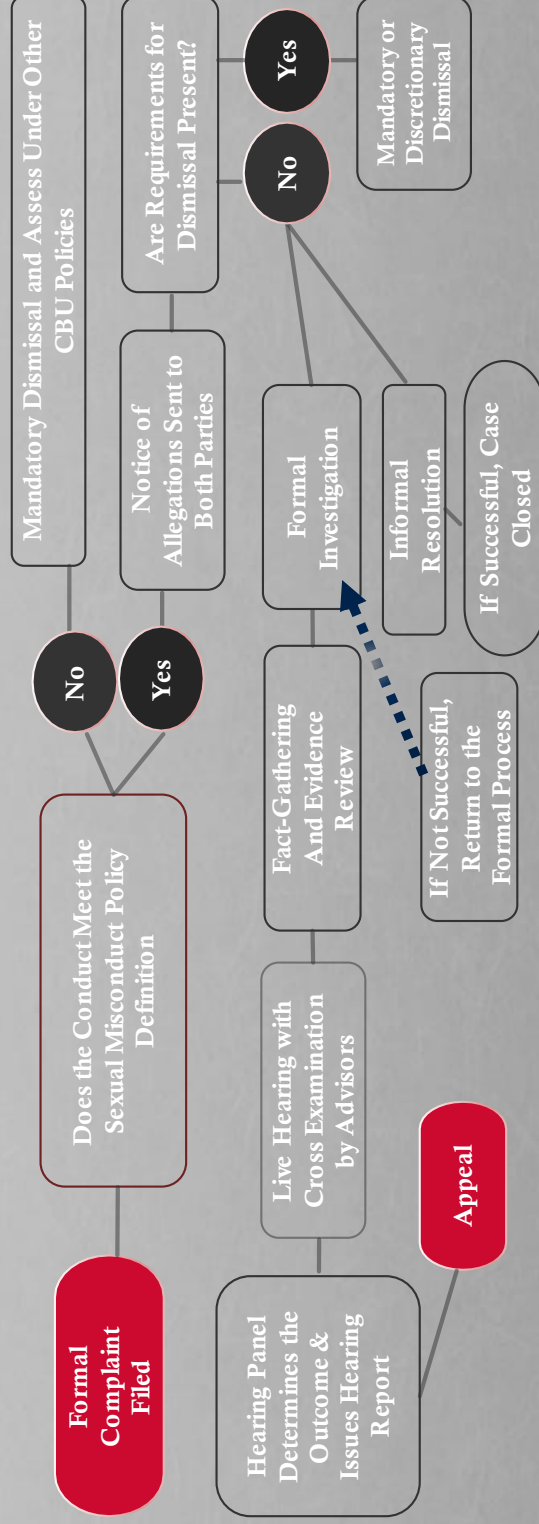 Formal
Complaint
Filed
Does the Conduct Meet the
Sexual Misconduct Policy
Definition
No
Mandatory Dismissal and Assess Under Other
CBU Policies
Yes
Notice of
Allegations Sent to
Both Parties
Are Requirements for
Dismissal Present?
Yes
Mandatory or
Discretionary
Dismissal
No
Formal
Investigation
Informal
Resolution
If Successful, Case
Closed
If Not Successful,
Return to the
Formal Process
Fact-Gathering
And Evidence
Review
Live Hearing with
Cross Examination
by Advisors
Hearing Panel
Determines the
Outcome &
Issues Hearing
Report
Appeal